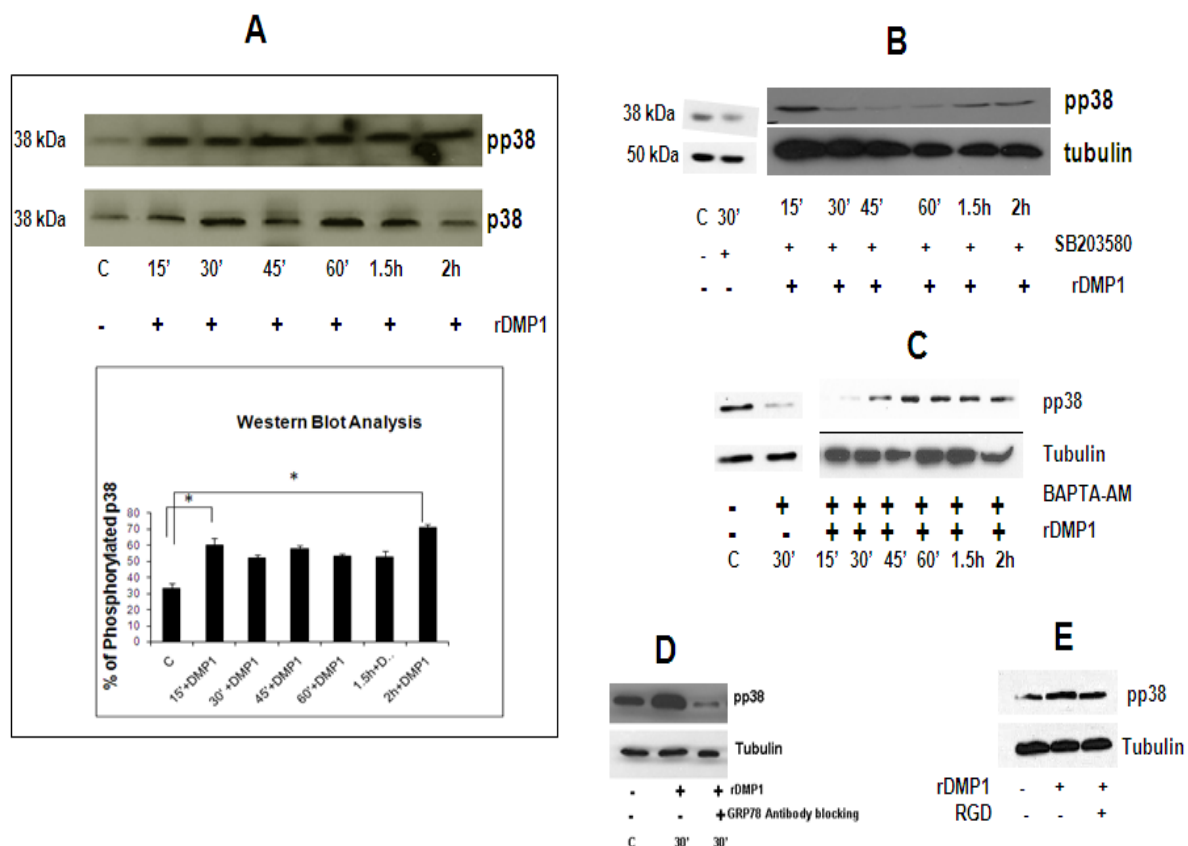 A
38 kDa pp38
38 kDa p38
C 15' 30' 45' 60' 1.5h 2h
- + + + + + + rDMP1
Western Blot Analysis
% of Phosphorylated p38
* *
80
70
60
50
40
30
20
10
0
C 15'+DMP1 30'+DMP1 45'+DMP1 60'+DMP1 1.5h+D... 2h+DMP1
B
38 kDa pp38
50 kDa tubulin
C 30' 15' 30' 45' 60' 1.5h 2h
- + + + + + + + SB203580
- - + + + + + + rDMP1
C
pp38
Tubulin
- + + + + + + + BAPTA-AM
- - + + + + + + rDMP1
C 30' 15' 30' 45' 60' 1.5h 2h
D
pp38
Tubulin
- + + rDMP1
- - + GRP78 Antibody blocking
C 30' 30'
E
pp38
Tubulin
rDMP1 - + +
RGD - - +